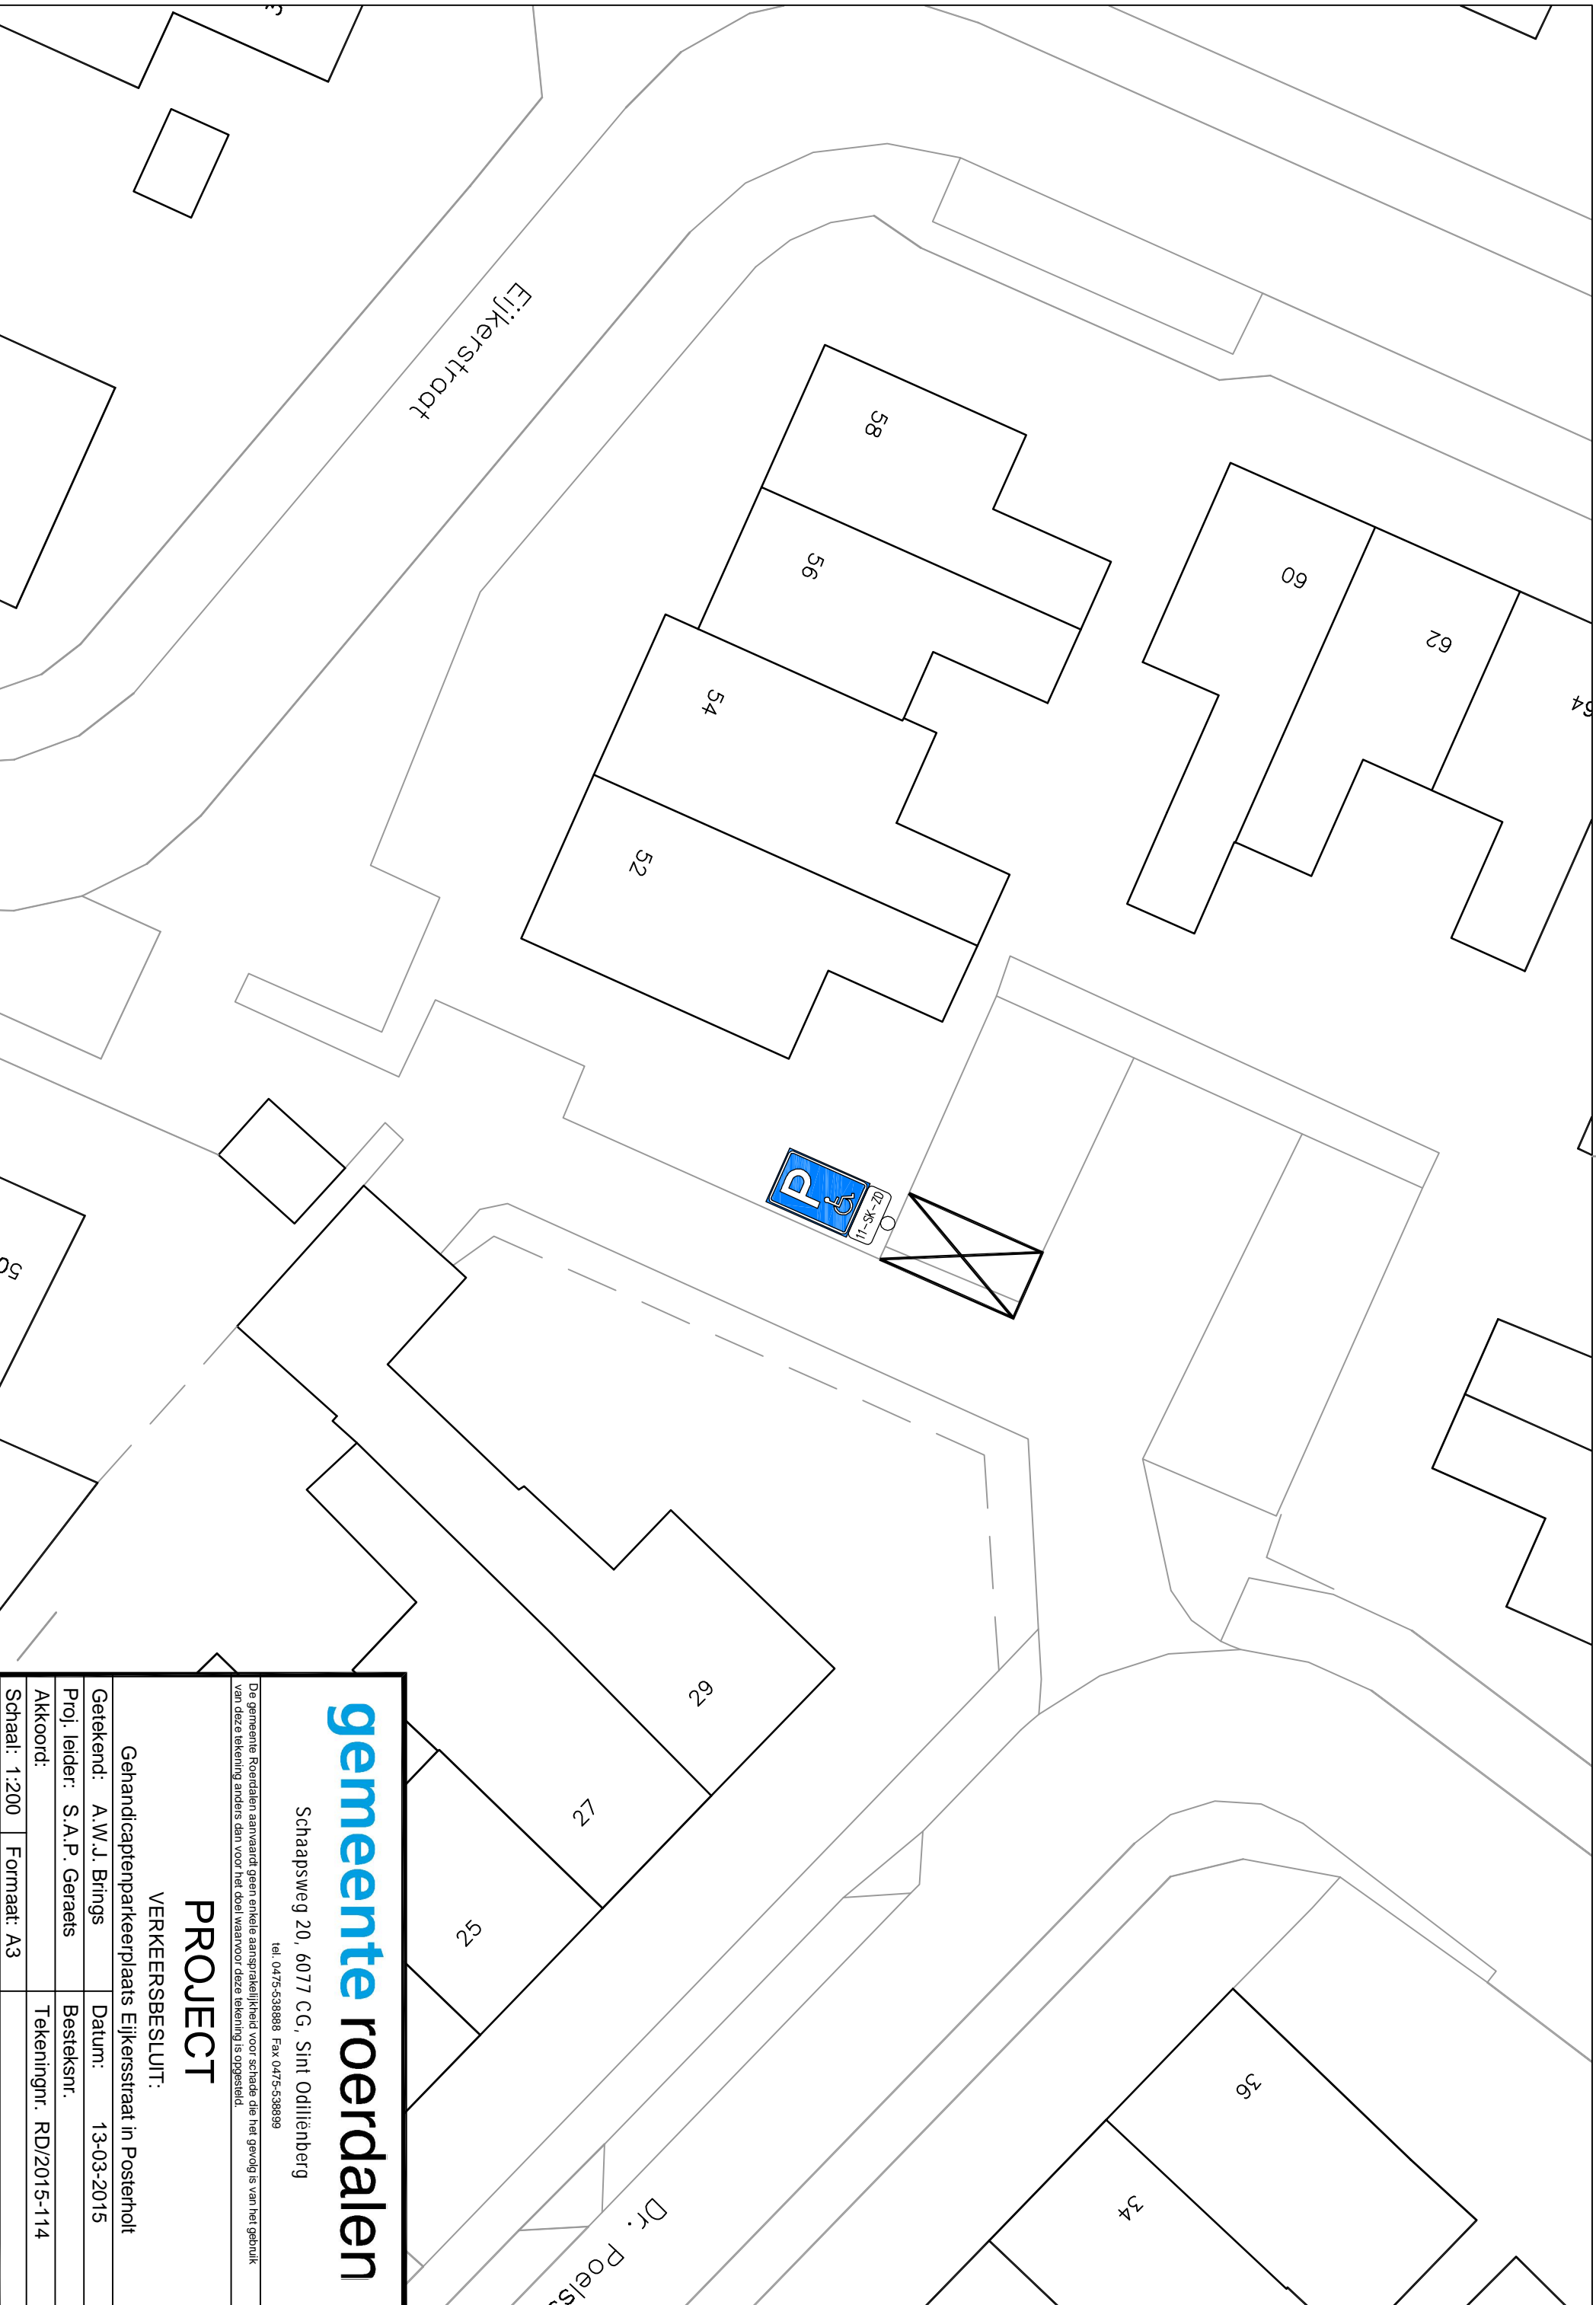 Eijkerstraat
58
56
54
52
60
62
64
P
11-SK-ZD
50
29
27
25
36
34
Dr. Poels
gemeente roerdalen
Schaapsweg 20, 6077 CG, Sint Odiliënberg
tel. 0475-538888 Fax 0475-538899
De gemeente Roerdalen aanvaardt geen enkele aansprakelijkheid voor schade die het gevolg is van het gebruik
van deze tekening anders dan voor het doel waarvoor deze tekening is opgesteld.
PROJECT
VERKEERSBESLUIT:
Gehandicaptenparkeerplaats Eijkersstraat in Posterholt
Getekend: A.W.J. Brings Datum: 13-03-2015
Proj. leider: S.A.P. Geraets Besteksnr.
Akkoord: Tekeningnr. RD/2015-114
Schaal: 1:200 Formaat: A3